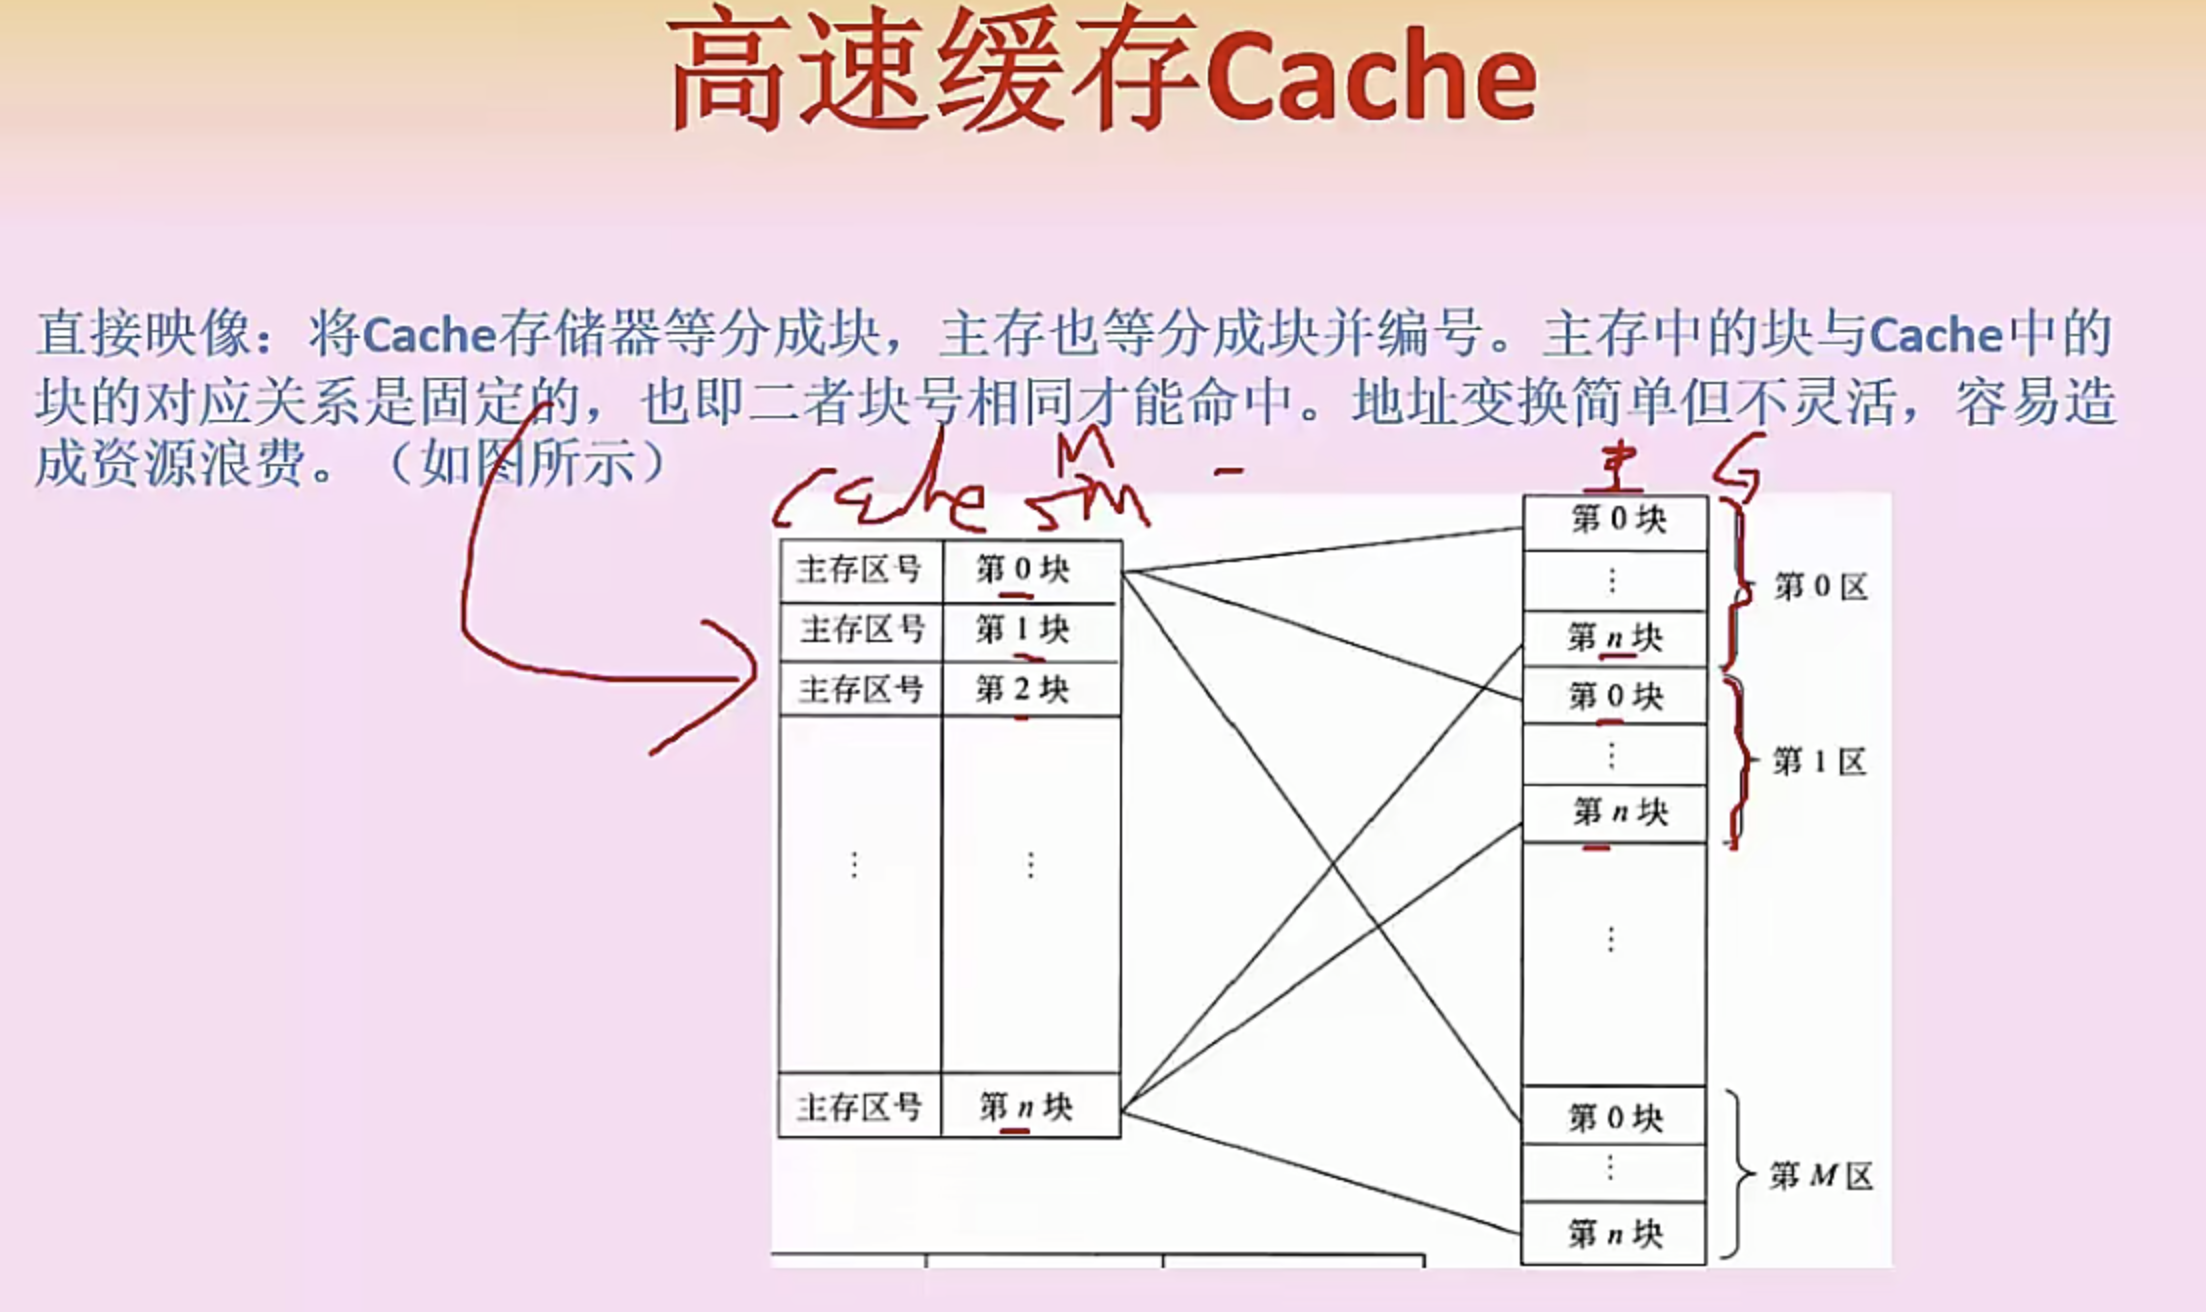 高速缓存Cache
直接映像：将Cache存储器等分成块，主存也等分成块并编号。主存中的块与Cache中的
块的对应关系是固定的，也即二者块号相同才能命中。地址变换简单但不灵活，容易造
成资源浪费。（如图所示）
Cache M
主 G
主存区号 第0块
主存区号 第1块
主存区号 第2块
⋮ ⋮
主存区号 第n块
第0块
⋮
第n块
第0区
第0块
⋮
第n块
第1区
⋮
第0块
⋮
第n块
第M区